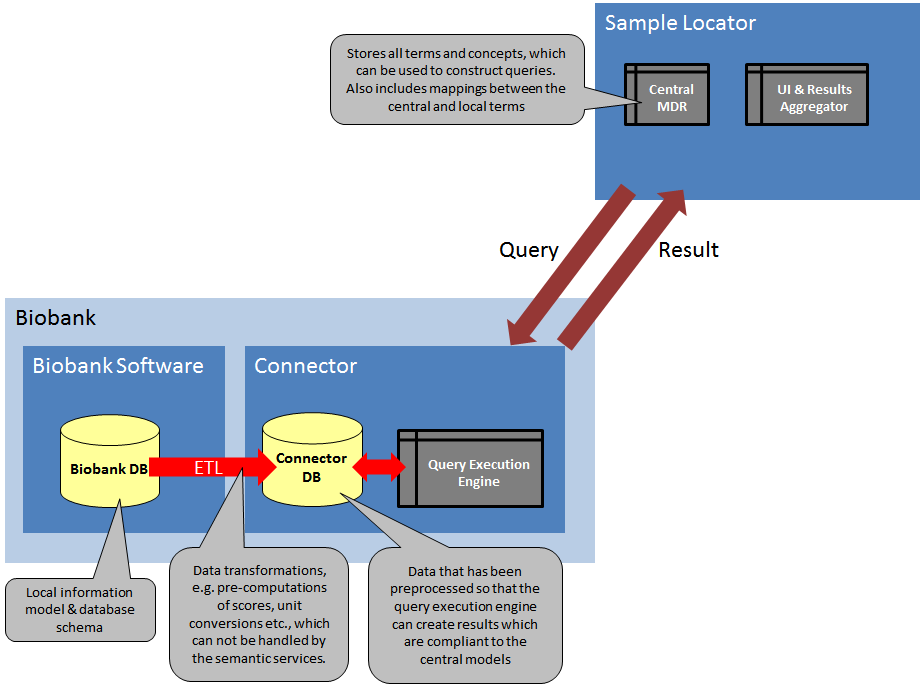 Sample Locator
Stores all terms and concepts, which
can be used to construct queries.
Also includes mappings between the
central and local terms
Central
MDR
UI & Results
Aggregator
Query
Result
Biobank
Biobank Software
Connector
Biobank DB
ETL
Connector
DB
Query Execution
Engine
Local information
model & database
schema
Data transformations,
e.g. pre-computations
of scores, unit
conversions etc., which
can not be handled by
the semantic services.
Data that has been
preprocessed so that the
query execution engine
can create results which
are compliant to the
central models